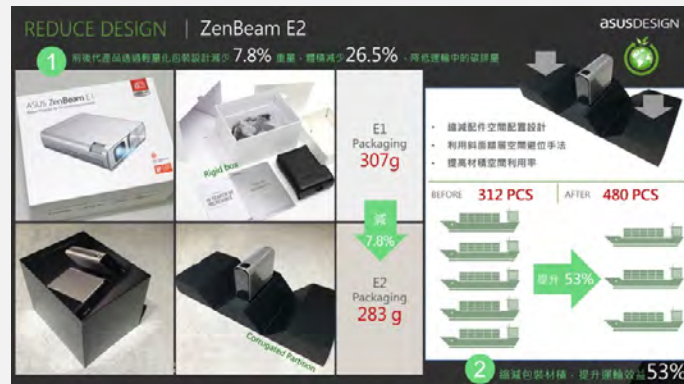 REDUCE DESIGN | ZenBeam E2
ASUSDESIGN
1 前後代產品透過輕量化包裝設計減少 7.8% 重量,體積減少 26.5%,降低運輸中的碳排量
ASUS ZenBeam E1
Rigid box
E1
Packaging
307g
減
7.8%
E2
Packaging
283 g
Corrugated Partition
• 縮減配件空間配置設計
• 利用斜面錯層空間避位手法
• 提高材積空間利用率
BEFORE 312 PCS
AFTER 480 PCS
提升 53%
2 縮減包裝材積,提升運輸效益53%